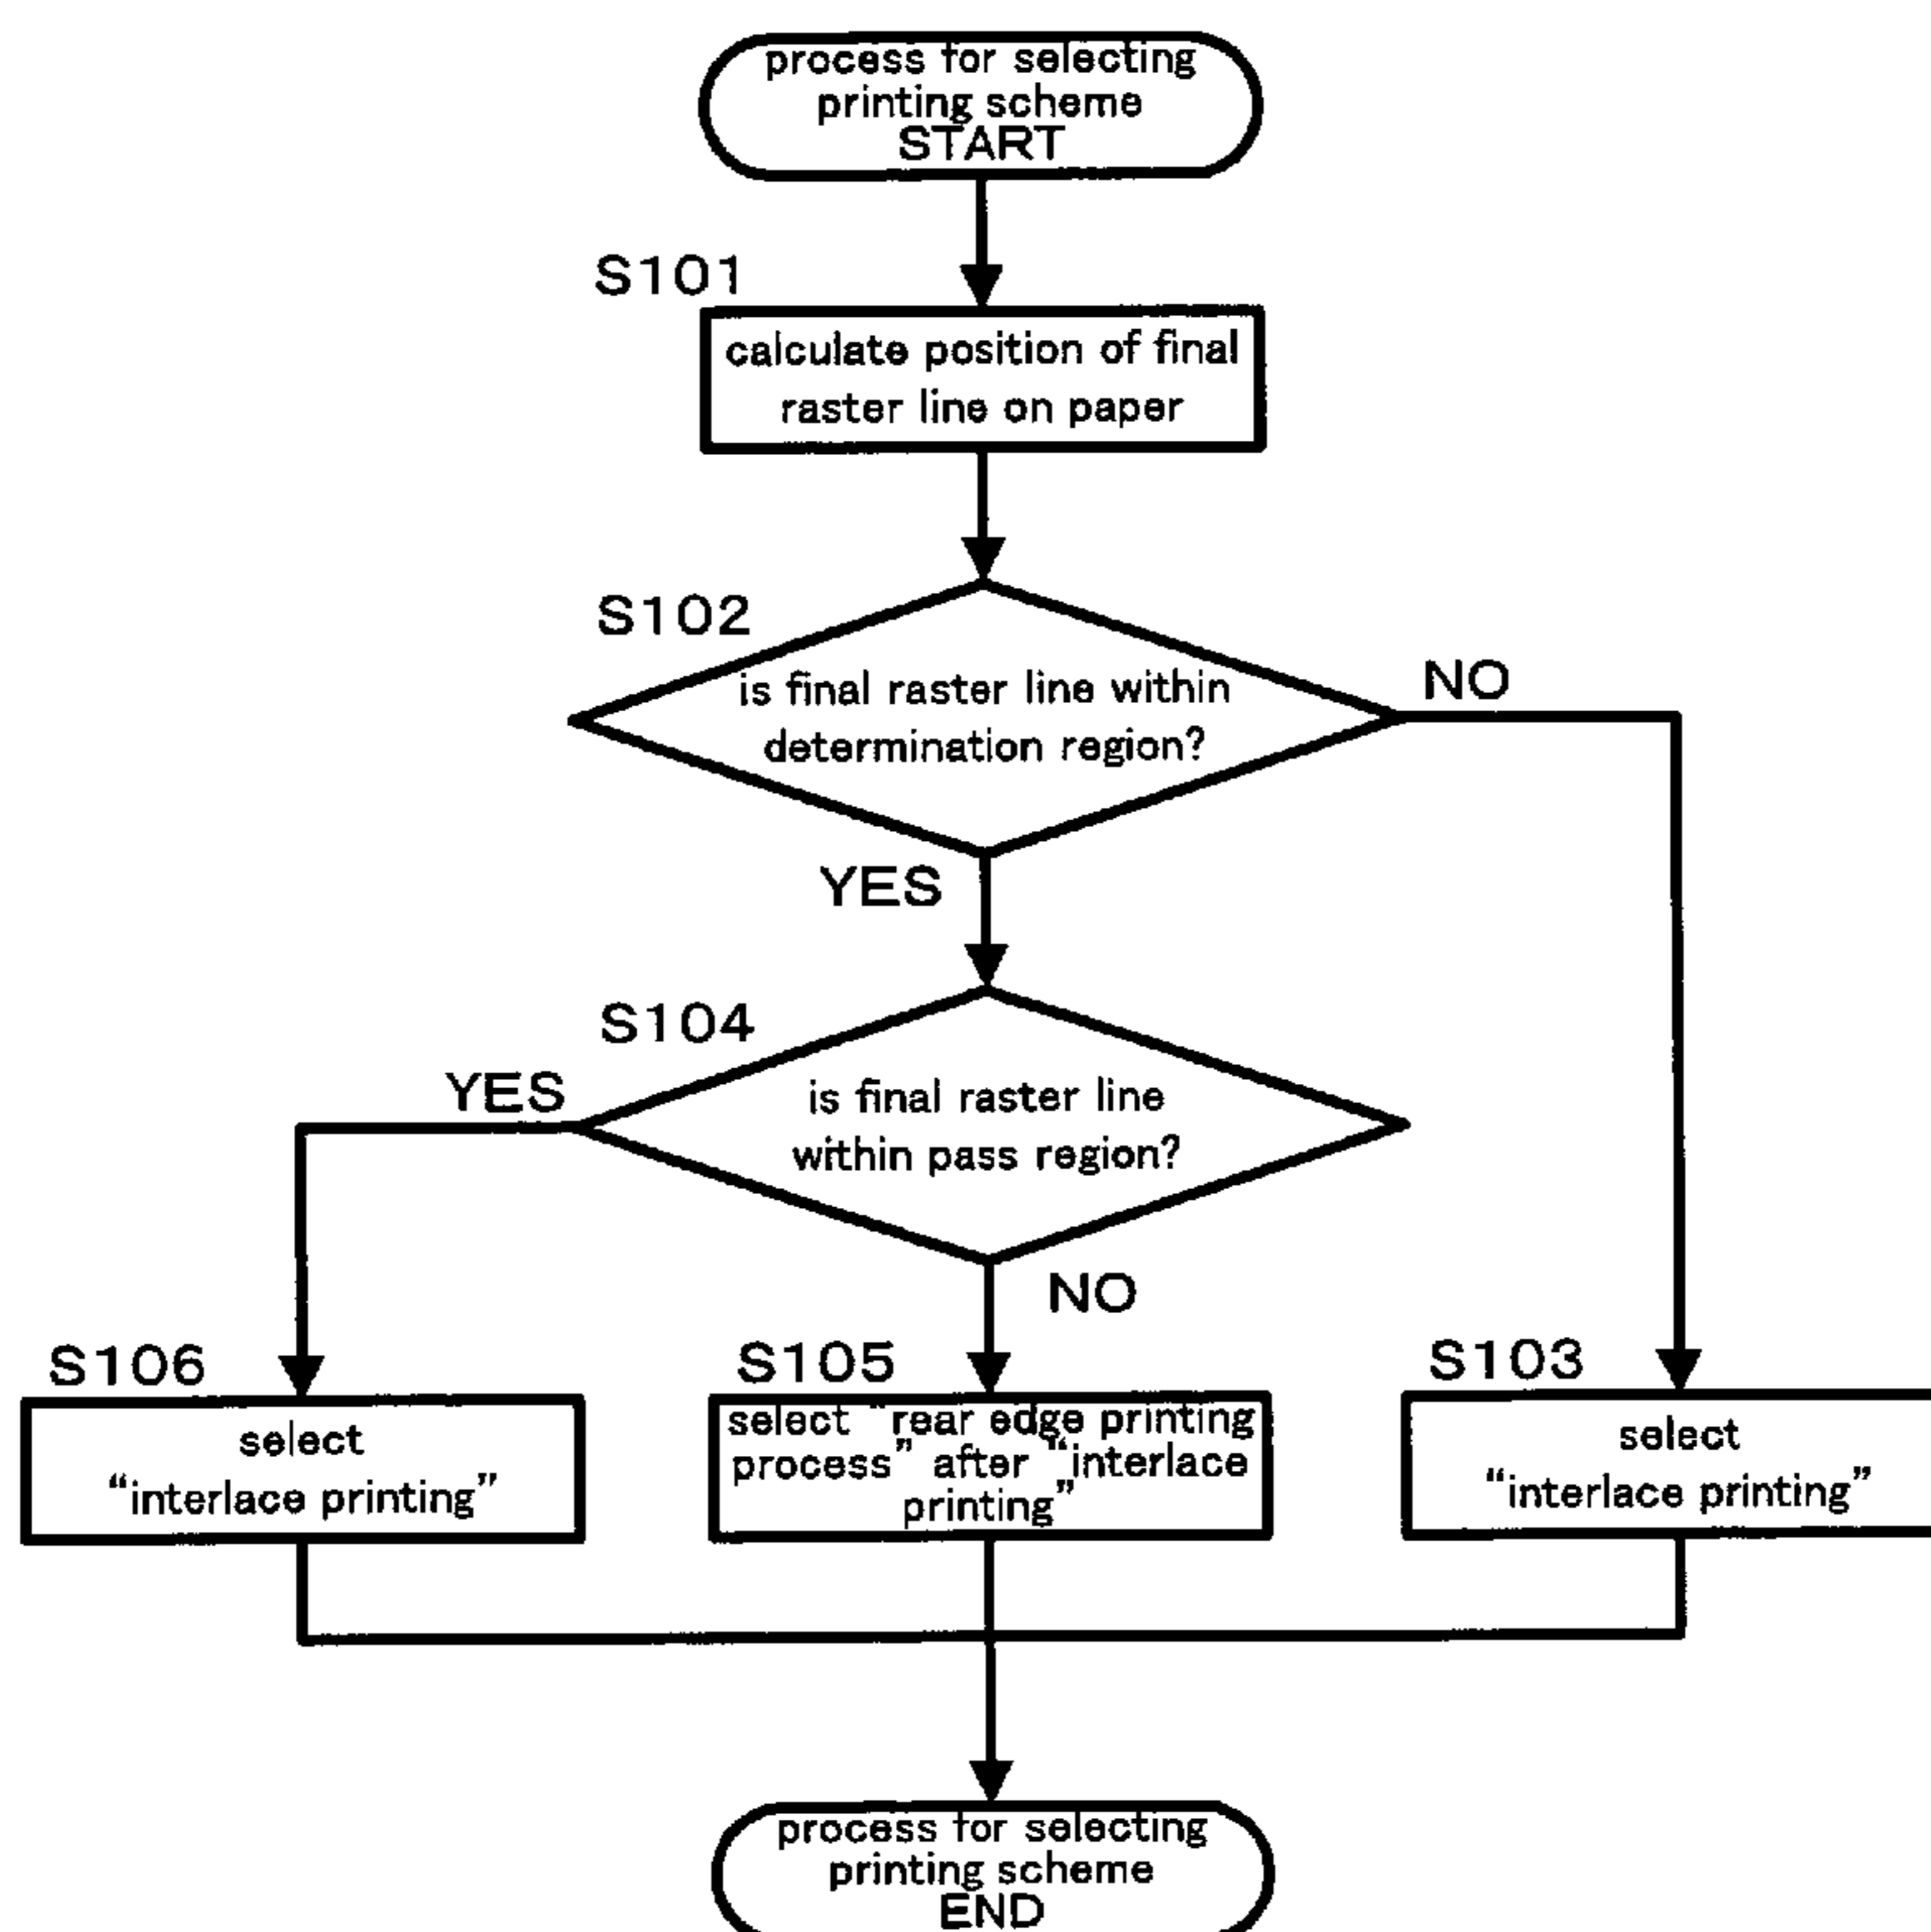 process for selecting
printing scheme
START
S101
calculate position of final
raster line on paper
S102
is final raster line within
determination region?
NO
YES
S104
is final raster line
within pass region?
YES
NO
S106
select
“interlace printing”
S105
select “rear edge printing
process” after “interlace
printing”
S103
select
“interlace printing”
process for selecting
printing scheme
END